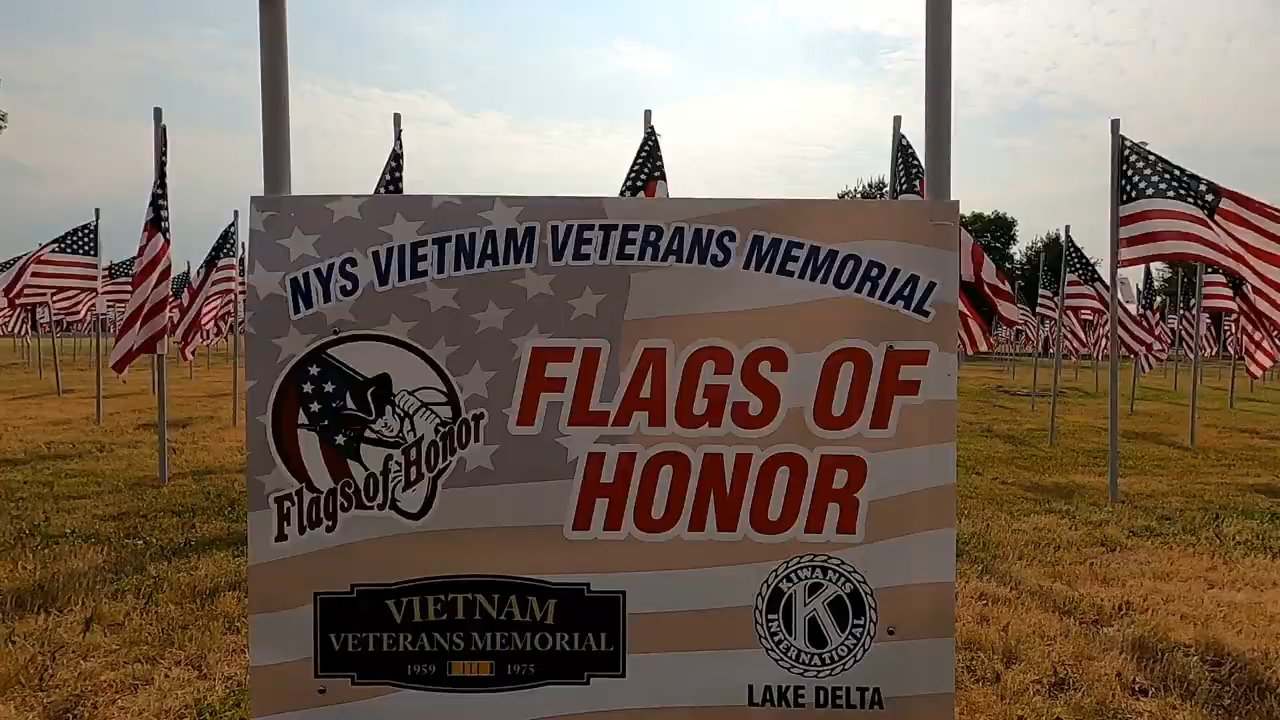 NYS VIETNAM VETERANS MEMORIAL
FLAGS OF
HONOR
Flags of Honor
VIETNAM
VETERANS MEMORIAL
1959 1975
KIWANIS
K
INTERNATIONAL
LAKE DELTA